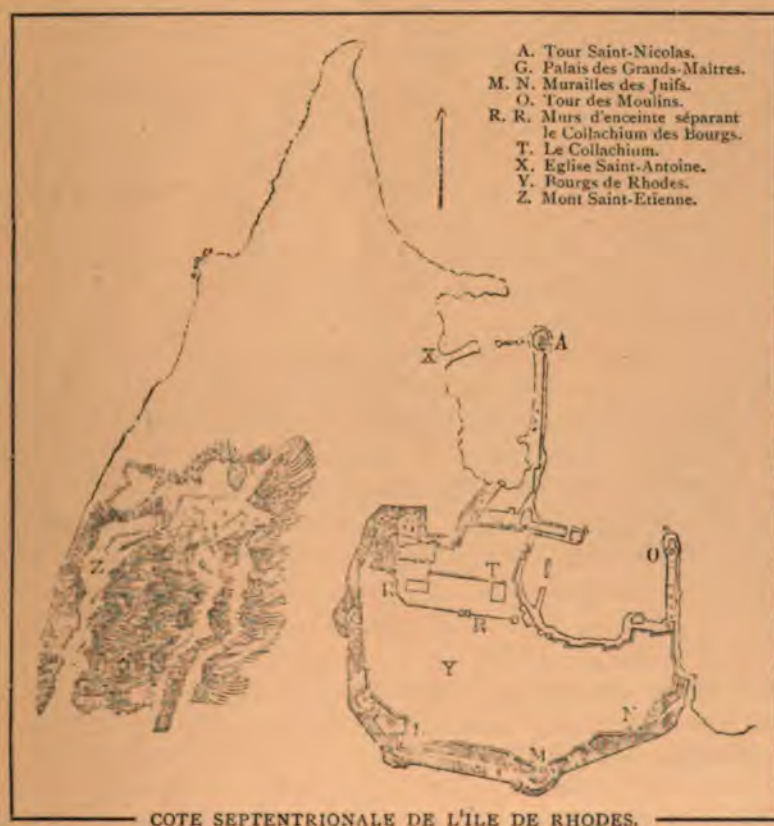 A. Tour Saint-Nicolas.
G. Palais des Grands-Maîtres.
M. N. Murailles des Juifs.
O. Tour des Moulins.
R. R. Murs d'enceinte séparant
le Collachium des Bourgs.
T. Le Collachium.
X. Eglise Saint-Antoine.
Y. Bourgs de Rhodes.
Z. Mont Saint-Etienne.
X
A
O
Z
T
R
R
Y
N
M
COTE SEPTENTRIONALE DE L'ILE DE RHODES.